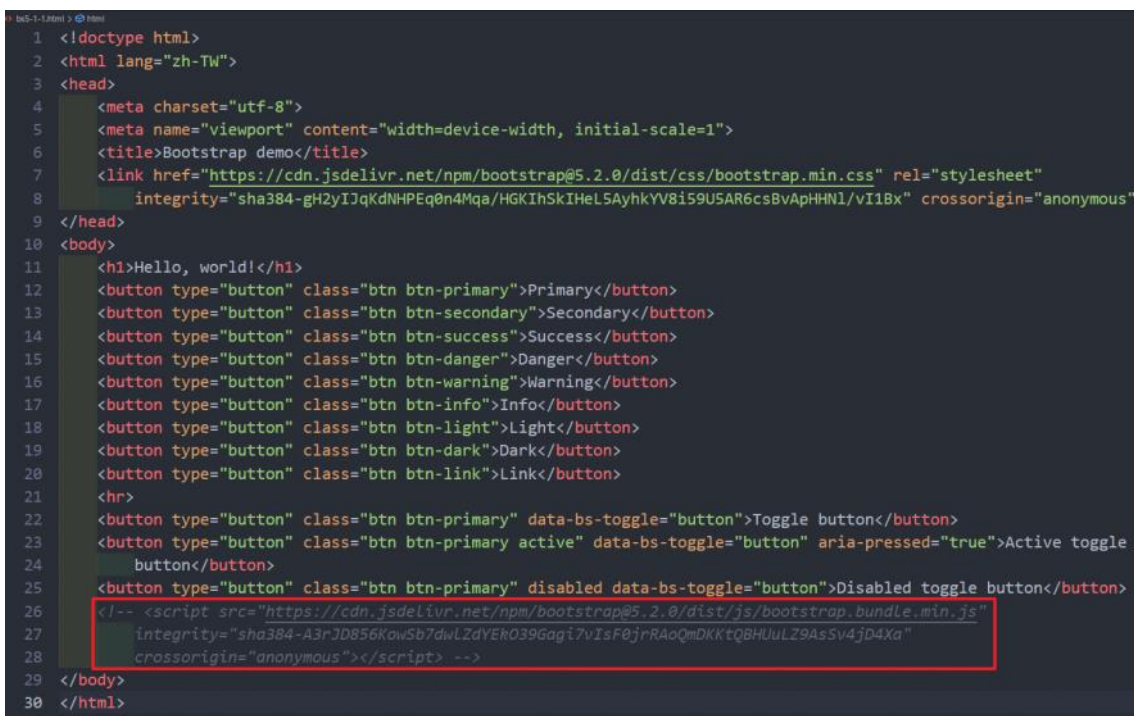 bs5-1-1.html > html
1 <!doctype html>
2 <html lang="zh-TW">
3 <head>
4 <meta charset="utf-8">
5 <meta name="viewport" content="width=device-width, initial-scale=1">
6 <title>Bootstrap demo</title>
7 <link href="https://cdn.jsdelivr.net/npm/bootstrap@5.2.0/dist/css/bootstrap.min.css" rel="stylesheet"
8 integrity="sha384-gH2yIJqKdNHPEq0n4Mqa/HGKIhSkIHeL5AyhkYV8i59U5AR6csBvApHHNl/vI1Bx" crossorigin="anonymous"
9 </head>
10 <body>
11 <h1>Hello, world!</h1>
12 <button type="button" class="btn btn-primary">Primary</button>
13 <button type="button" class="btn btn-secondary">Secondary</button>
14 <button type="button" class="btn btn-success">Success</button>
15 <button type="button" class="btn btn-danger">Danger</button>
16 <button type="button" class="btn btn-warning">Warning</button>
17 <button type="button" class="btn btn-info">Info</button>
18 <button type="button" class="btn btn-light">Light</button>
19 <button type="button" class="btn btn-dark">Dark</button>
20 <button type="button" class="btn btn-link">Link</button>
21 <hr>
22 <button type="button" class="btn btn-primary" data-bs-toggle="button">Toggle button</button>
23 <button type="button" class="btn btn-primary active" data-bs-toggle="button" aria-pressed="true">Active toggle
24 button</button>
25 <button type="button" class="btn btn-primary" disabled data-bs-toggle="button">Disabled toggle button</button>
26 <!-- <script src="https://cdn.jsdelivr.net/npm/bootstrap@5.2.0/dist/js/bootstrap.bundle.min.js"
27 integrity="sha384-A3rJD856KowSb7dwlZdYEkO39Gagi7vIsF0jrRAoQmDKKtQBHUuLZ9AsSv4jD4Xa"
28 crossorigin="anonymous"></script> -->
29 </body>
30 </html>